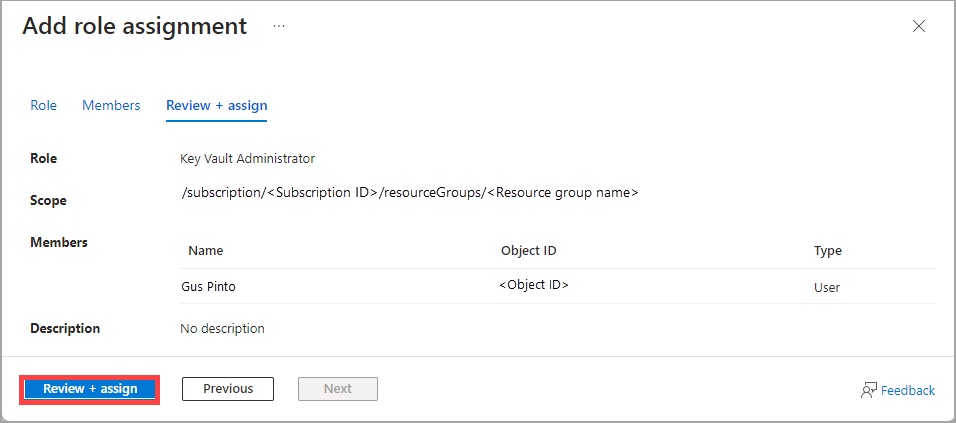 Add role assignment ...
Role Members Review + assign
Role Key Vault Administrator
Scope /subscription/<Subscription ID>/resourceGroups/<Resource group name>
Members
Name Object ID Type
Gus Pinto <Object ID> User
Description No description
Review + assign Previous Next Feedback